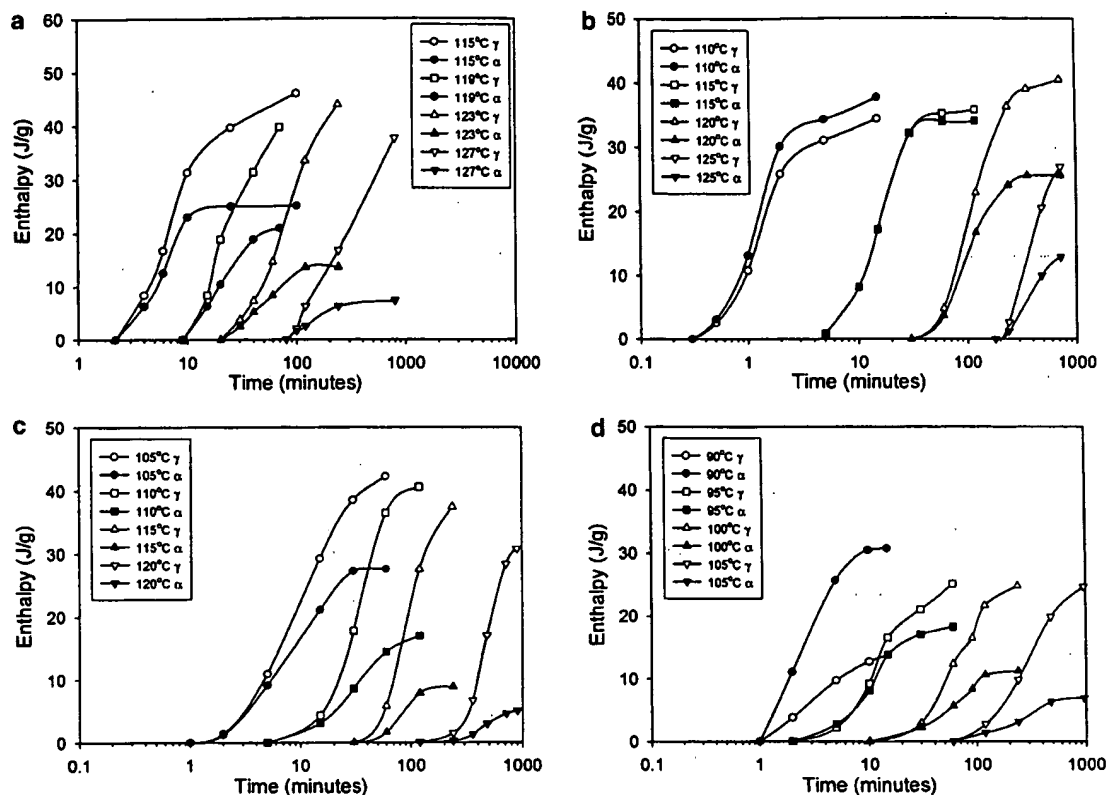 a
Enthalpy (J/g)
60
50
40
30
20
10
0
115°C γ
115°C α
119°C γ
119°C α
123°C γ
123°C α
127°C γ
127°C α
1
10
100
1000
10000
Time (minutes)
b
Enthalpy (J/g)
50
40
30
20
10
0
110°C γ
110°C α
115°C γ
115°C α
120°C γ
120°C α
125°C γ
125°C α
0.1
1
10
100
1000
Time (minutes)
c
Enthalpy (J/g)
50
40
30
20
10
0
105°C γ
105°C α
110°C γ
110°C α
115°C γ
115°C α
120°C γ
120°C α
0.1
1
10
100
1000
Time (minutes)
d
Enthalpy (J/g)
50
40
30
20
10
0
90°C γ
90°C α
95°C γ
95°C α
100°C γ
100°C α
105°C γ
105°C α
0.1
1
10
100
1000
Time (minutes)